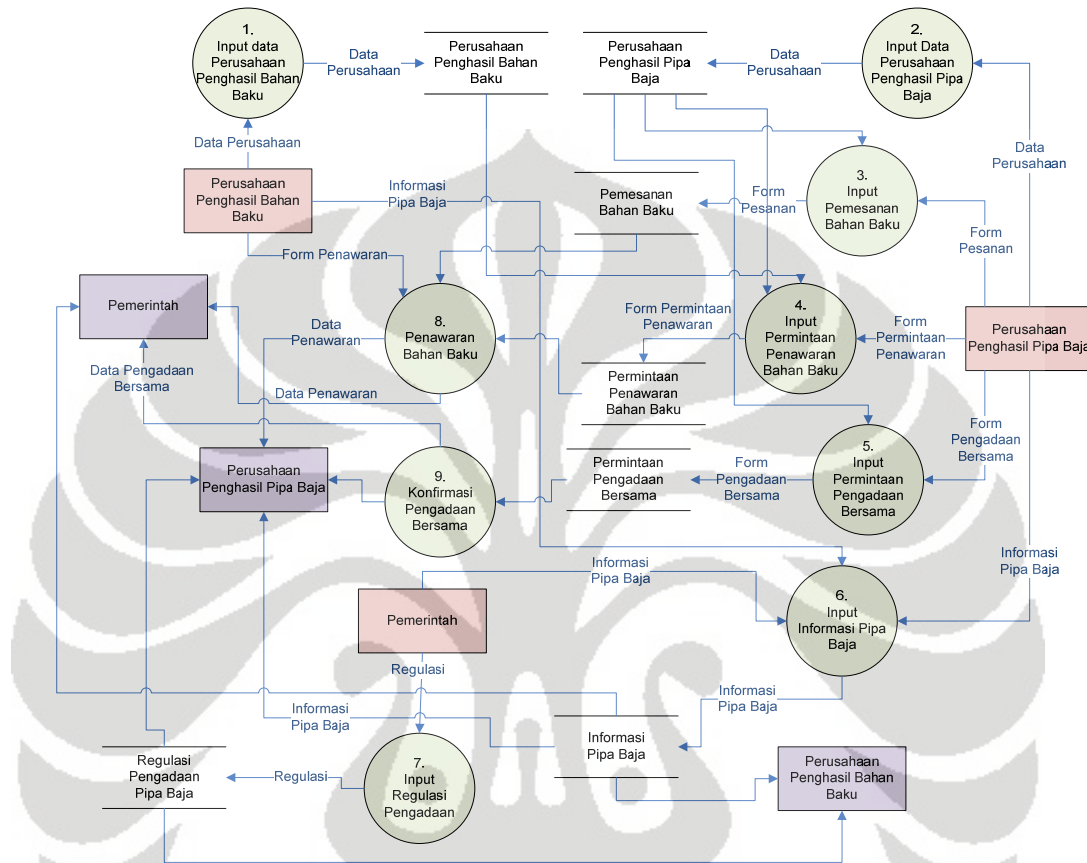 1.
Input data
Perusahaan
Penghasil Bahan
Baku
Data
Perusahaan
Perusahaan
Penghasil Bahan
Baku
Perusahaan
Penghasil Pipa
Baja
Data
Perusahaan
2.
Input Data
Perusahaan
Penghasil Pipa
Baja
Data Perusahaan
Data
Perusahaan
Perusahaan
Penghasil Bahan
Baku
Informasi
Pipa Baja
Pemesanan
Bahan Baku
Form
Pesanan
3.
Input
Pemesanan
Bahan Baku
Form
Pesanan
Form Penawaran
Pemerintah
8.
Penawaran
Bahan Baku
Data
Penawaran
Form Permintaan
Penawaran
4.
Input
Permintaan
Penawaran
Bahan Baku
Form
Permintaan
Penawaran
Perusahaan
Penghasil Pipa Baja
Data Pengadaan
Bersama
Data Penawaran
Permintaan
Penawaran
Bahan Baku
Perusahaan
Penghasil Pipa Baja
9.
Konfirmasi
Pengadaan
Bersama
Permintaan
Pengadaan
Bersama
Form
Pengadaan
Bersama
5.
Input
Permintaan
Pengadaan
Bersama
Form
Pengadaan
Bersama
Informasi
Pipa Baja
Informasi
Pipa Baja
Pemerintah
6.
Input
Informasi Pipa
Baja
Regulasi
Informasi
Pipa Baja
Informasi
Pipa Baja
Informasi
Pipa Baja
Regulasi
Pengadaan
Pipa Baja
Regulasi
7.
Input
Regulasi
Pengadaan
Perusahaan
Penghasil Bahan
Baku